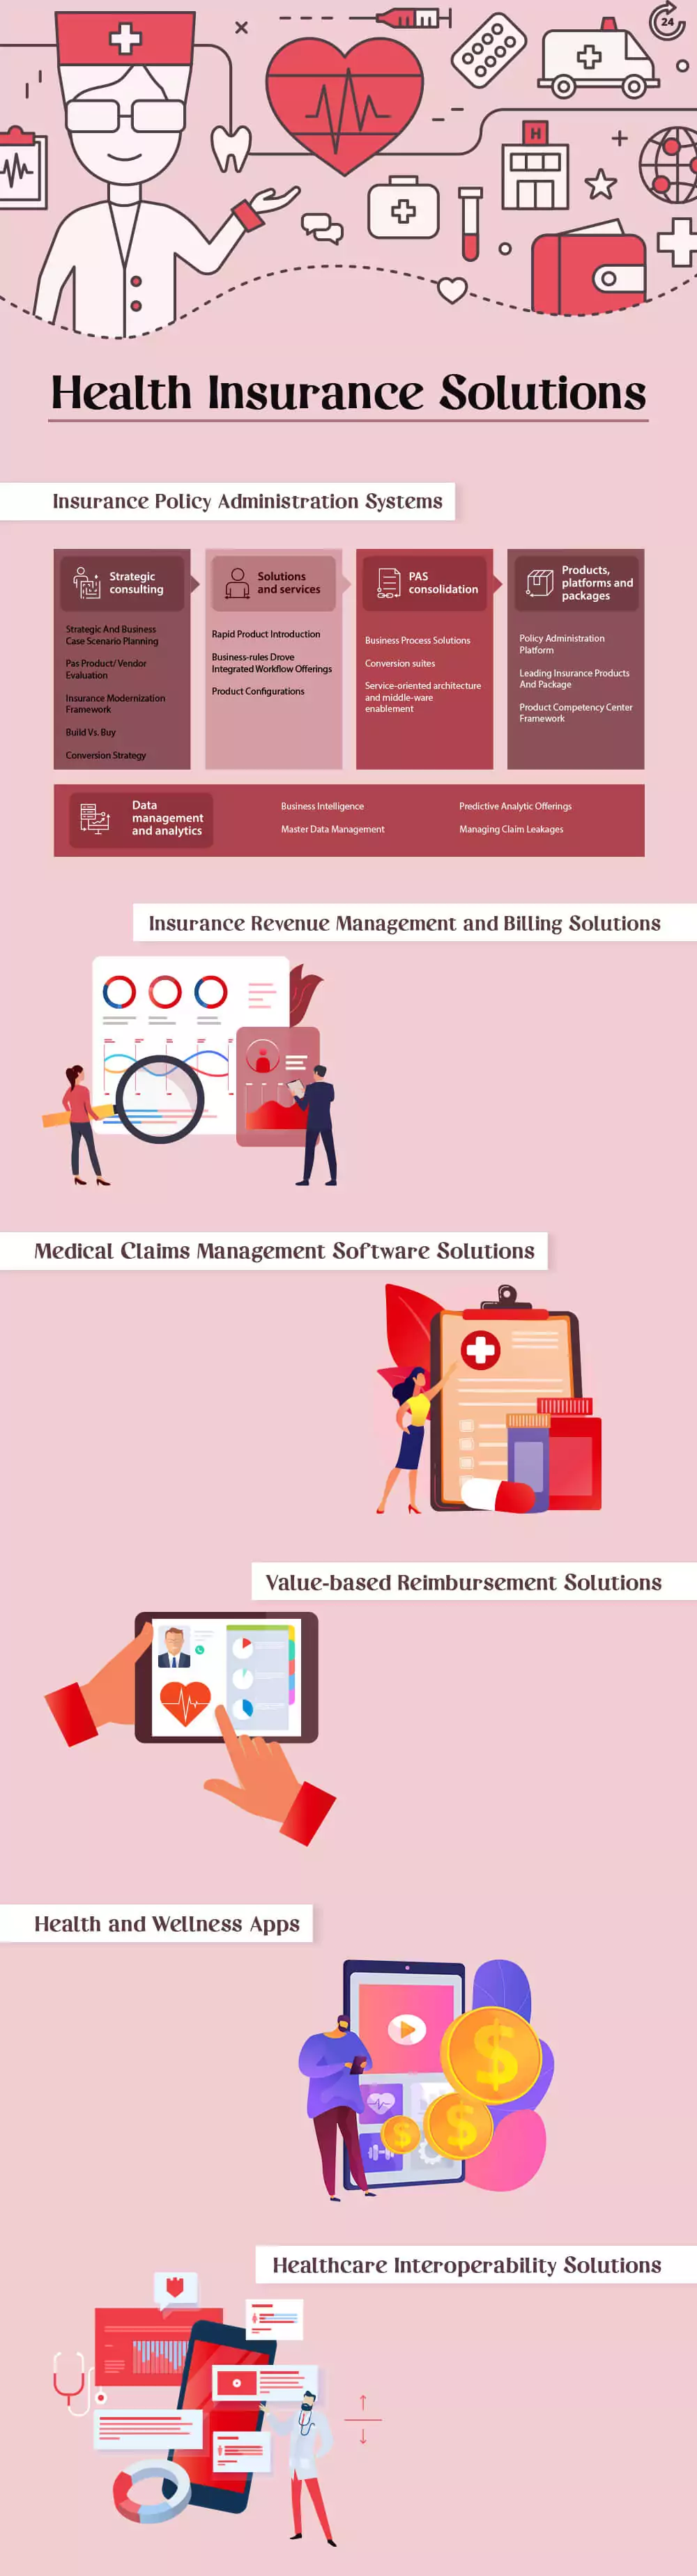 24
H
Health Insurance Solutions
Insurance Policy Administration Systems
Strategic
consulting
Strategic And Business
Case Scenario Planning
Pas Product/ Vendor
Evaluation
Insurance Modernization
Framework
Build Vs. Buy
Conversion Strategy
Solutions
and services
Rapid Product Introduction
Business-rules Drove
Integrated Workflow Offerings
Product Configurations
PAS
consolidation
Business Process Solutions
Conversion suites
Service-oriented architecture
and middle-ware
enablement
Products,
platforms and
packages
Policy Administration
Platform
Leading Insurance Products
And Package
Product Competency Center
Framework
Data
management
and analytics
Business Intelligence
Master Data Management
Predictive Analytic Offerings
Managing Claim Leakages
Insurance Revenue Management and Billing Solutions
Medical Claims Management Software Solutions
Value-based Reimbursement Solutions
Health and Wellness Apps
$
$
$
Healthcare Interoperability Solutions